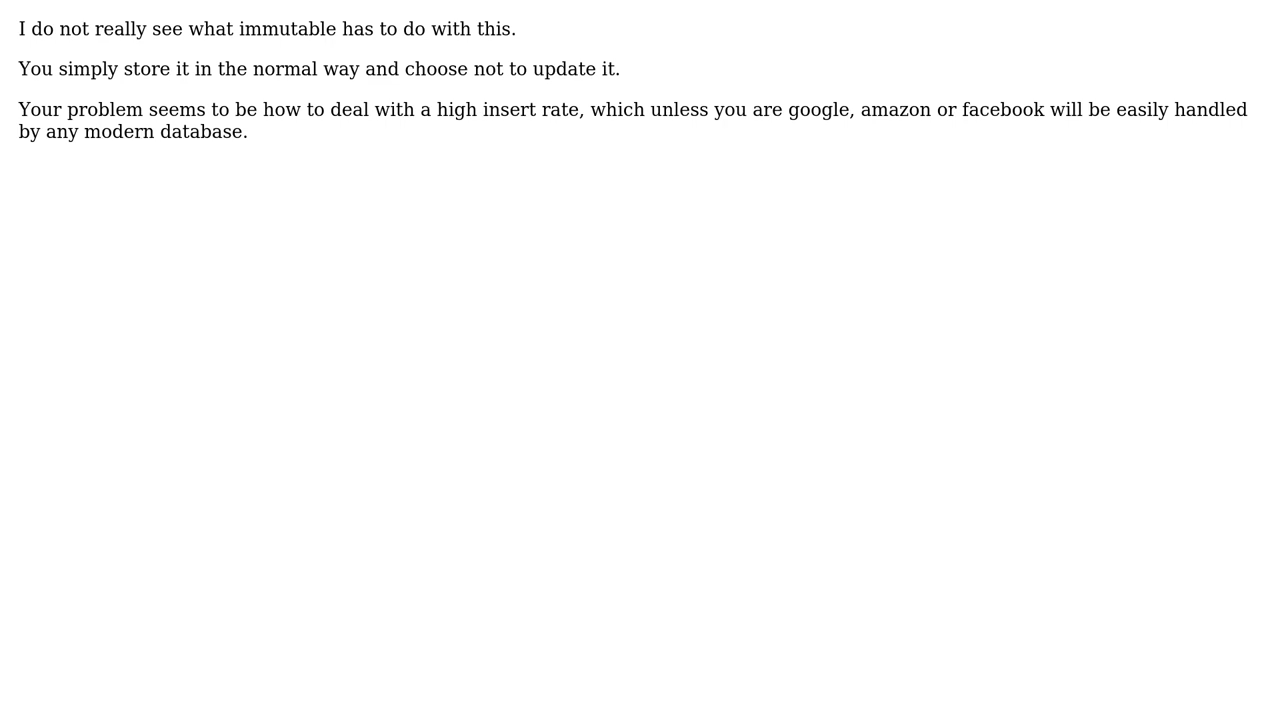 I do not really see what immutable has to do with this.
You simply store it in the normal way and choose not to update it.
Your problem seems to be how to deal with a high insert rate, which unless you are google, amazon or facebook will be easily handled
by any modern database.